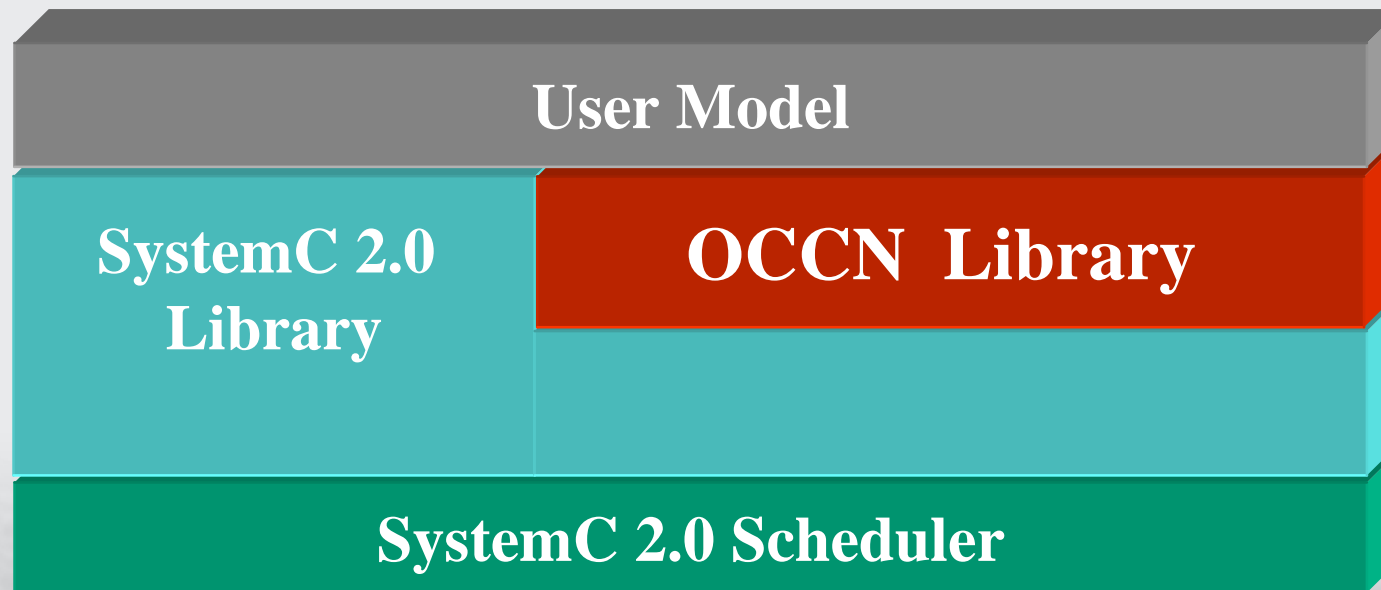 User Model
SystemC 2.0
Library
OCCN Library
SystemC 2.0 Scheduler